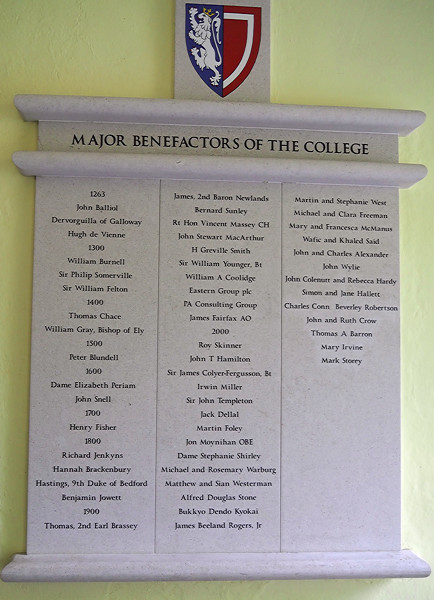 MAJOR BENEFACTORS OF THE COLLEGE
1263
John Balliol
Dervorguilla of Galloway
Hugh de Vienne
1300
William Burnell
Sir Philip Somerville
Sir William Felton
1400
Thomas Chace
William Gray, Bishop of Ely
1500
Peter Blundell
1600
Dame Elizabeth Periam
John Snell
1700
Henry Fisher
1800
Richard Jenkyns
Hannah Brackenbury
Hastings, 9th Duke of Bedford
Benjamin Jowett
1900
Thomas, 2nd Earl Brassey
James, 2nd Baron Newlands
Bernard Sunley
Rt Hon Vincent Massey CH
John Stewart MacArthur
H Greville Smith
Sir William Younger, Bt
William A Coolidge
Eastern Group plc
PA Consulting Group
James Fairfax AO
2000
Roy Skinner
John T Hamilton
Sir James Colyer-Fergusson, Bt
Irwin Miller
Sir John Templeton
Jack Dellal
Martin Foley
Jon Moynihan OBE
Dame Stephanie Shirley
Michael and Rosemary Warburg
Matthew and Sian Westerman
Alfred Douglas Stone
Bukkyo Dendo Kyokai
James Beeland Rogers, Jr
Martin and Stephanie West
Michael and Clara Freeman
Mary and Francesca McManus
Wafic and Khaled Said
John and Charles Alexander
John Wylie
John Colenutt and Rebecca Hardy
Simon and Jane Hallett
Charles Conn Beverley Robertson
John and Ruth Crow
Thomas A Barron
Mary Irvine
Mark Storey